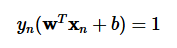 yₙ(𝐰ᵀ𝐱ₙ + b) = 1